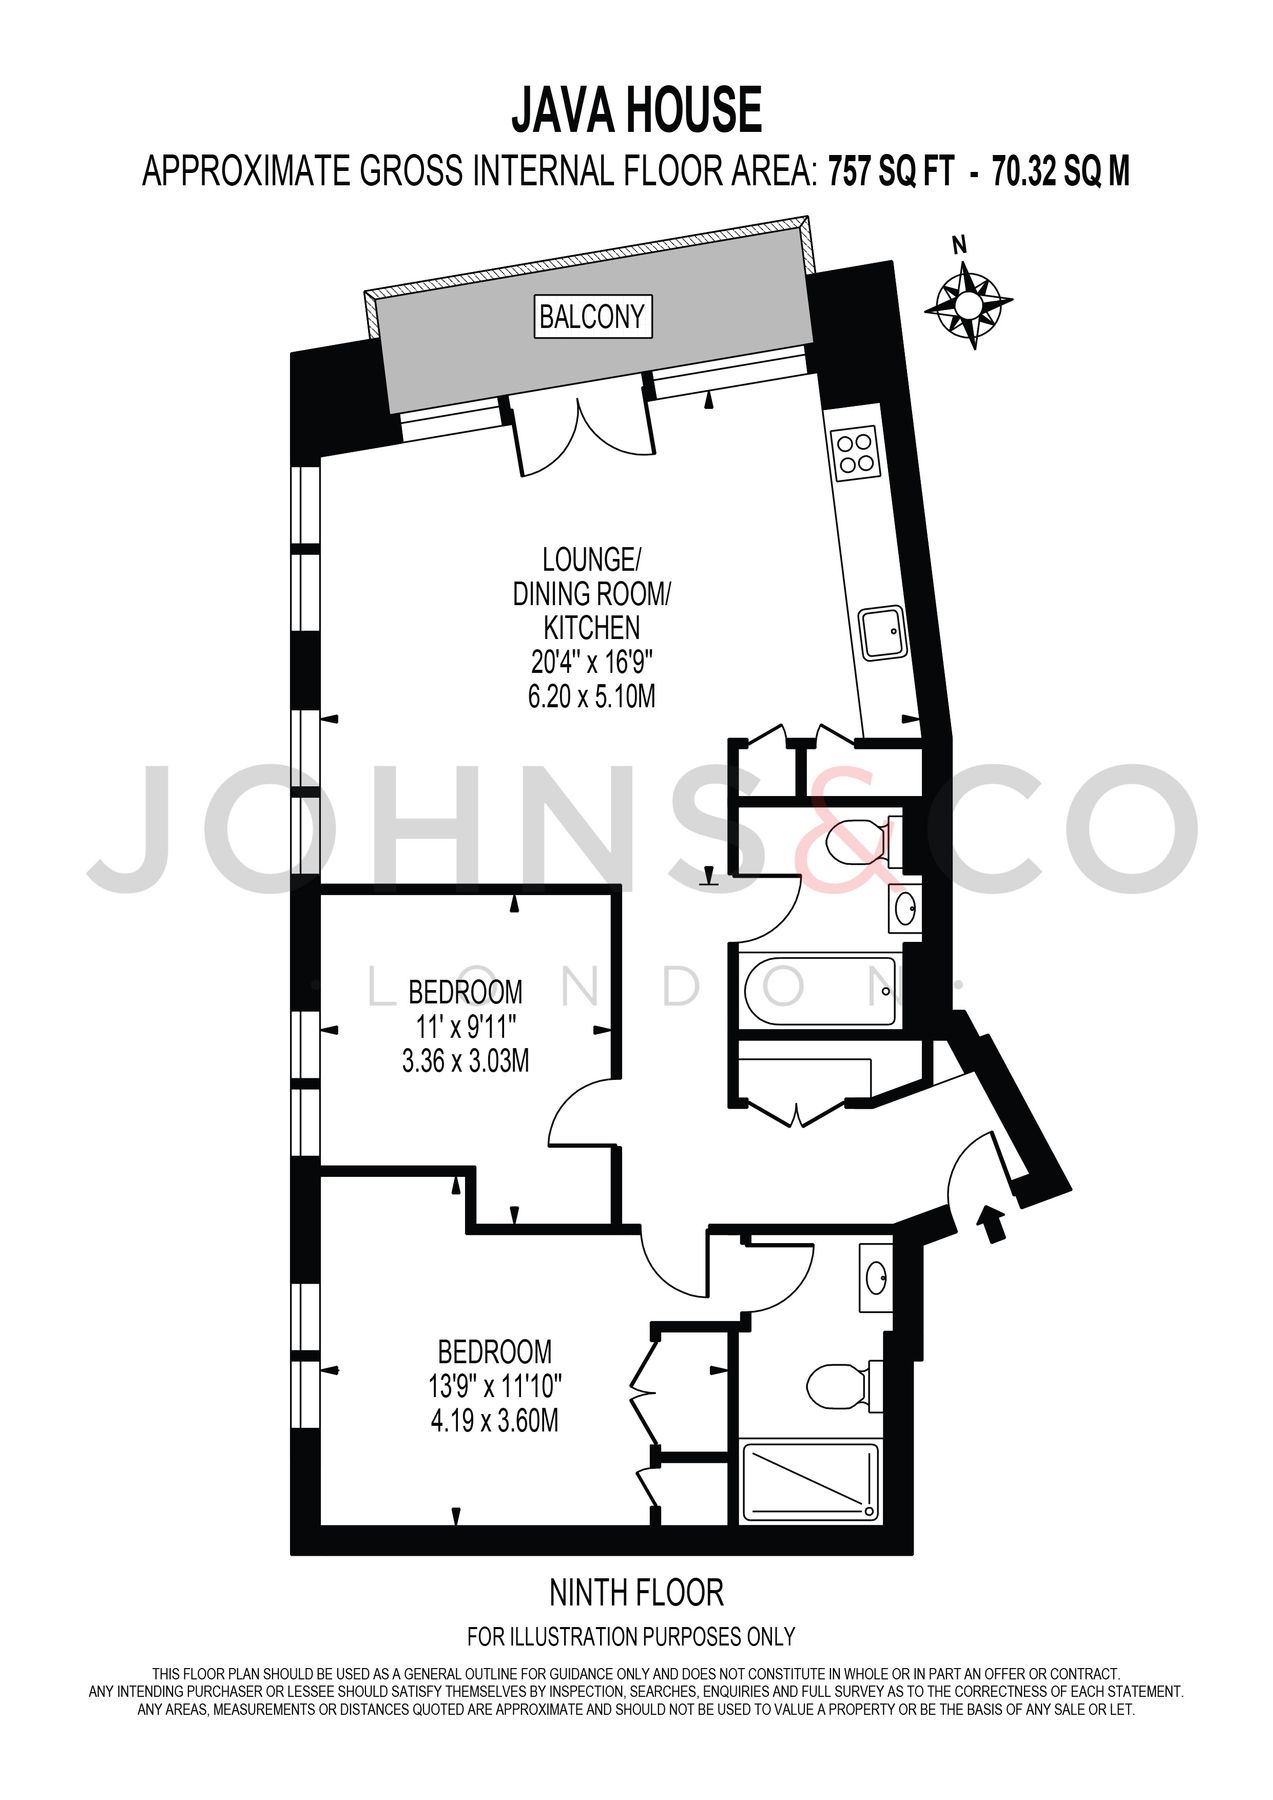 JAVA HOUSE
APPROXIMATE GROSS INTERNAL FLOOR AREA: 757 SQ FT - 70.32 SQ M
N
BALCONY
LOUNGE/
DINING ROOM/
KITCHEN
20'4" x 16'9"
6.20 x 5.10M
JOHNS&CO
· LONDON ·
BEDROOM
11' x 9'11"
3.36 x 3.03M
BEDROOM
13'9" x 11'10"
4.19 x 3.60M
NINTH FLOOR
FOR ILLUSTRATION PURPOSES ONLY
THIS FLOOR PLAN SHOULD BE USED AS A GENERAL OUTLINE FOR GUIDANCE ONLY AND DOES NOT CONSTITUTE IN WHOLE OR IN PART AN OFFER OR CONTRACT.
ANY INTENDING PURCHASER OR LESSEE SHOULD SATISFY THEMSELVES BY INSPECTION, SEARCHES, ENQUIRIES AND FULL SURVEY AS TO THE CORRECTNESS OF EACH STATEMENT.
ANY AREAS, MEASUREMENTS OR DISTANCES QUOTED ARE APPROXIMATE AND SHOULD NOT BE USED TO VALUE A PROPERTY OR BE THE BASIS OF ANY SALE OR LET.